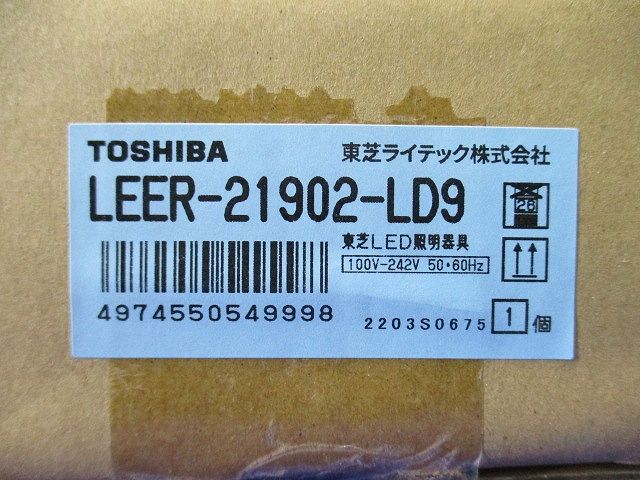 TOSHIBA 東芝ライテック株式会社
LEER-21902-LD9
28
東芝LED照明器具
100V-242V 50・60Hz
4974550549998
2203S0675 1 個